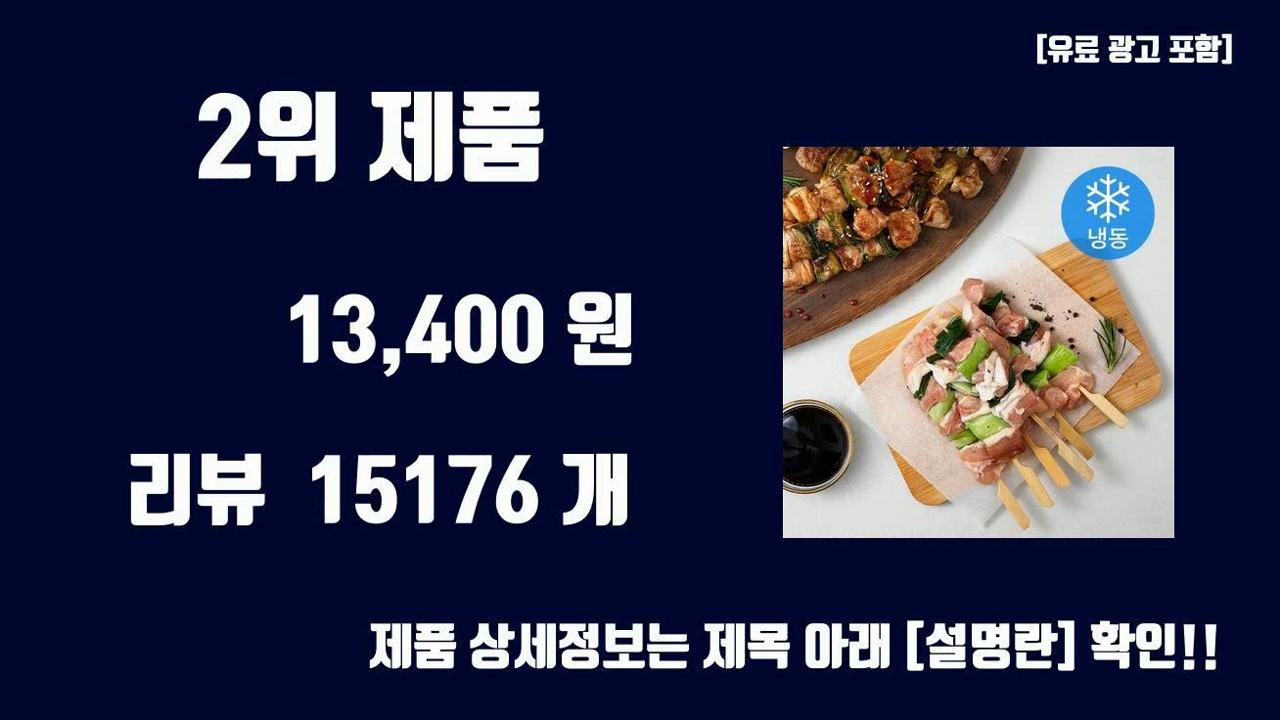 [유료 광고 포함]
2위 제품
냉동
13,400 원
리뷰 15176 개
제품 상세정보는 제목 아래 [설명란] 확인!!